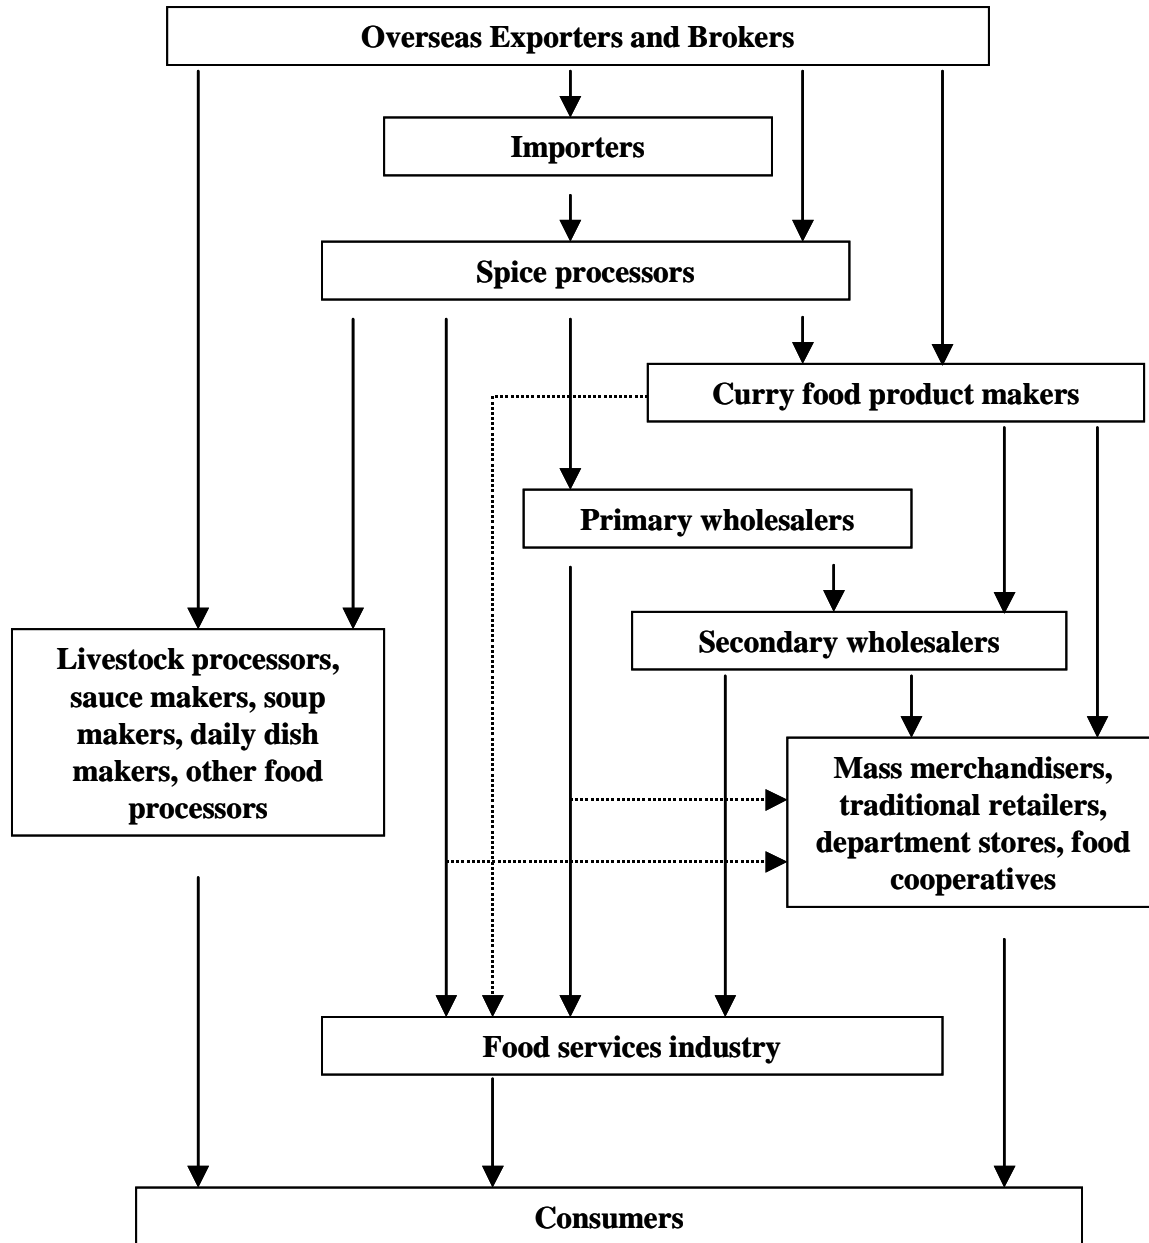 Overseas Exporters and Brokers
Importers
Spice processors
Curry food product makers
Primary wholesalers
Secondary wholesalers
Livestock processors,
sauce makers, soup
makers, daily dish
makers, other food
processors
Mass merchandisers,
traditional retailers,
department stores, food
cooperatives
Food services industry
Consumers